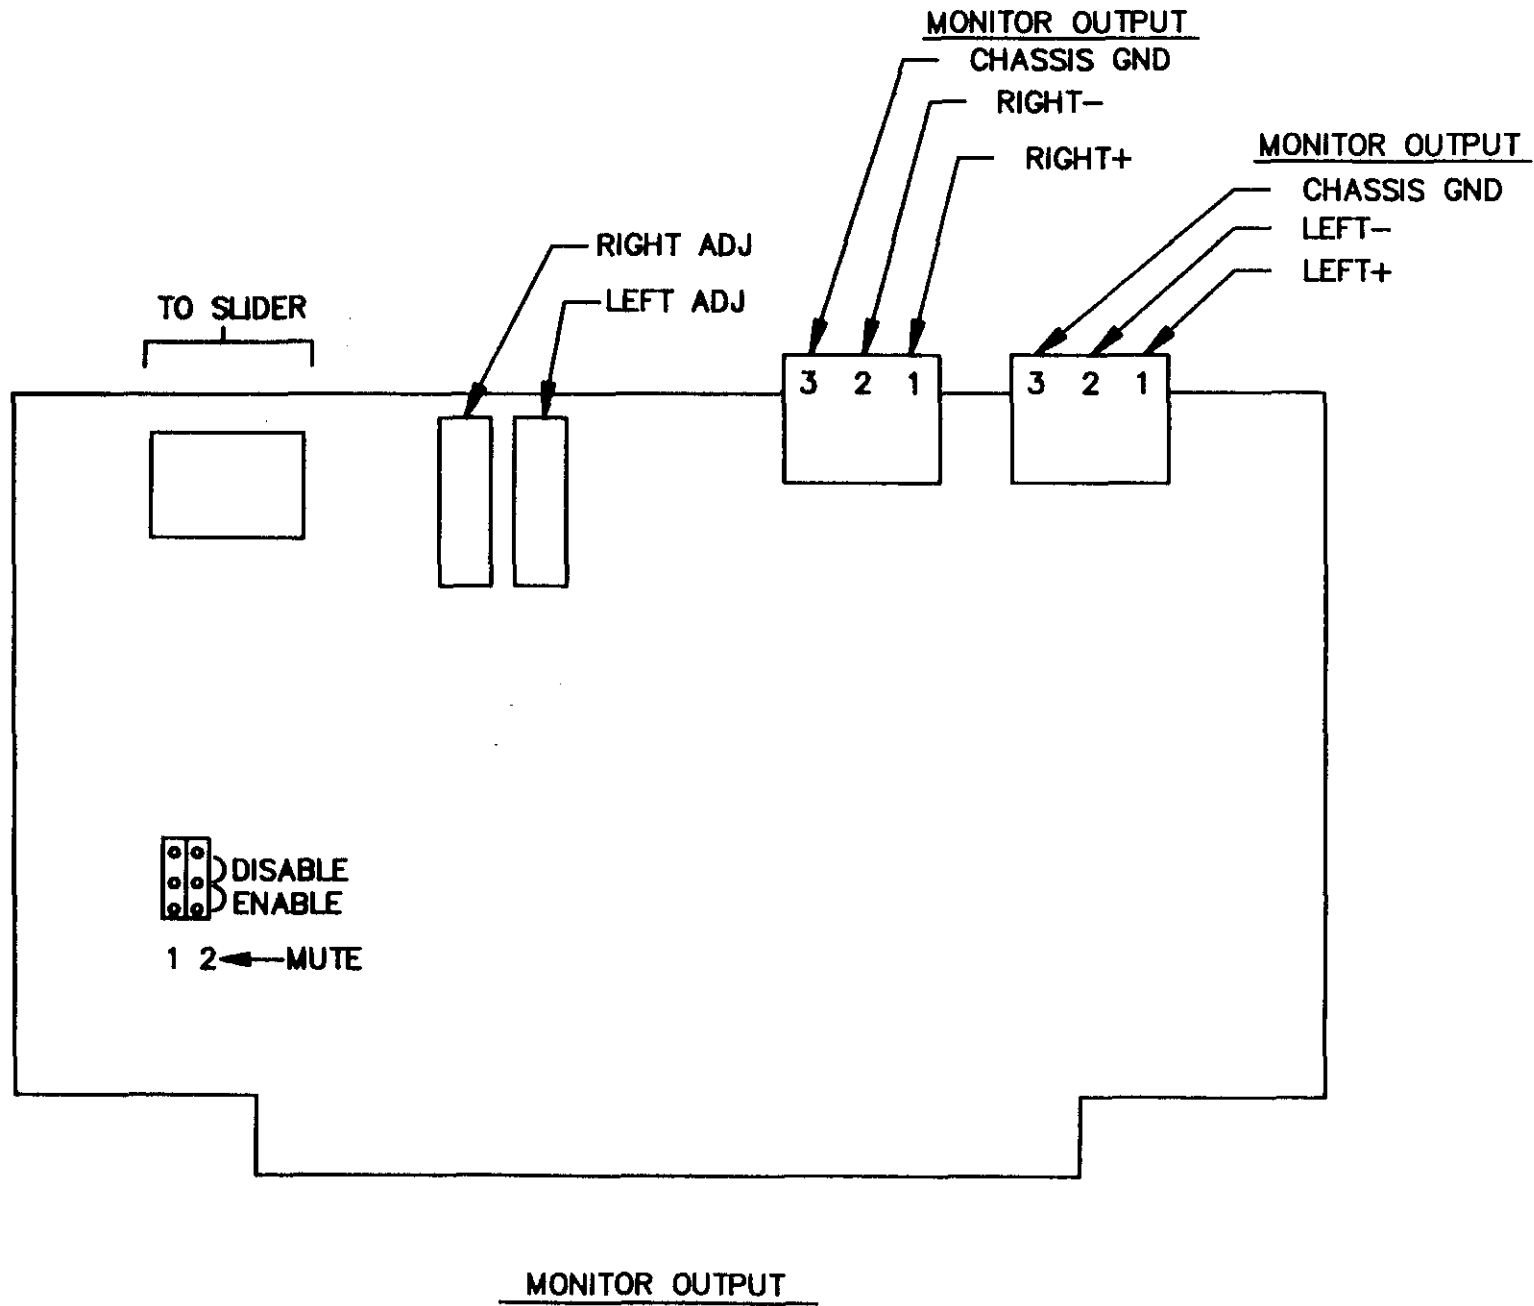 MONITOR OUTPUT
CHASSIS GND
RIGHT-
RIGHT+
MONITOR OUTPUT
CHASSIS GND
LEFT-
LEFT+
RIGHT ADJ
LEFT ADJ
TO SLIDER
3 2 1
3 2 1
DISABLE
ENABLE
1 2 MUTE
MONITOR OUTPUT